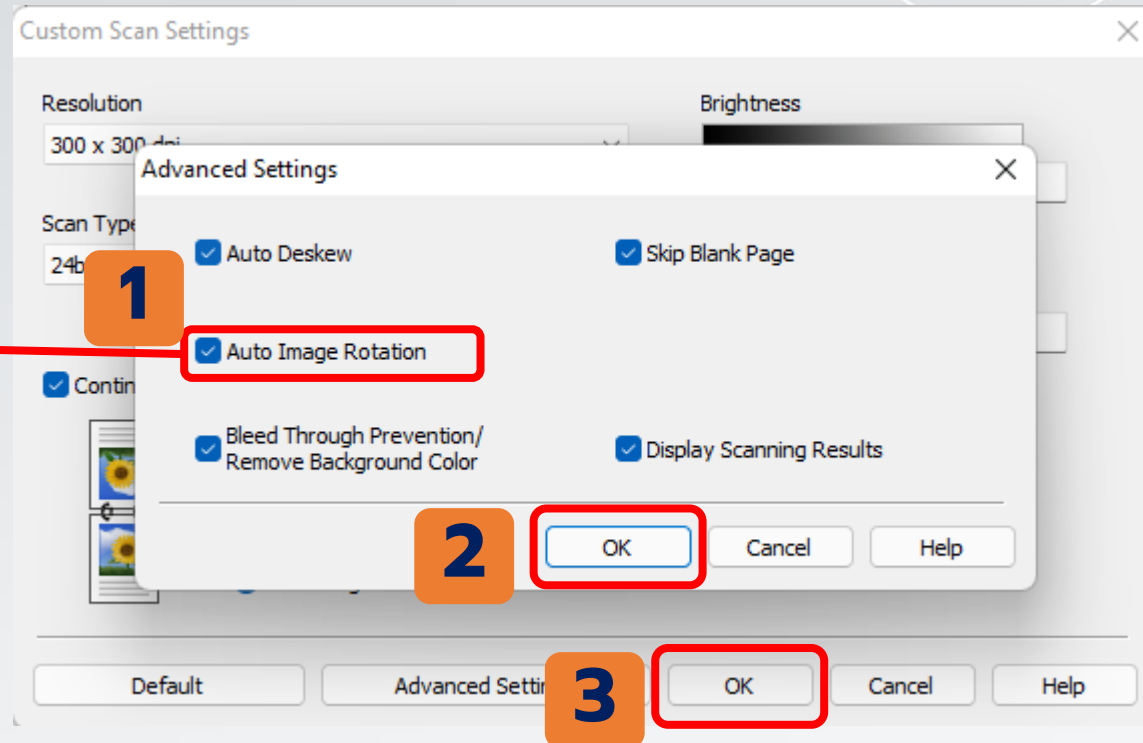 Custom Scan Settings
Resolution
Brightness
300 x 300 dpi
Advanced Settings
Scan Type
Auto Deskew
Skip Blank Page
24b
1
Auto Image Rotation
Contin
Bleed Through Prevention/
Remove Background Color
Display Scanning Results
2
OK
Cancel
Help
Default
Advanced Settin
3
OK
Cancel
Help